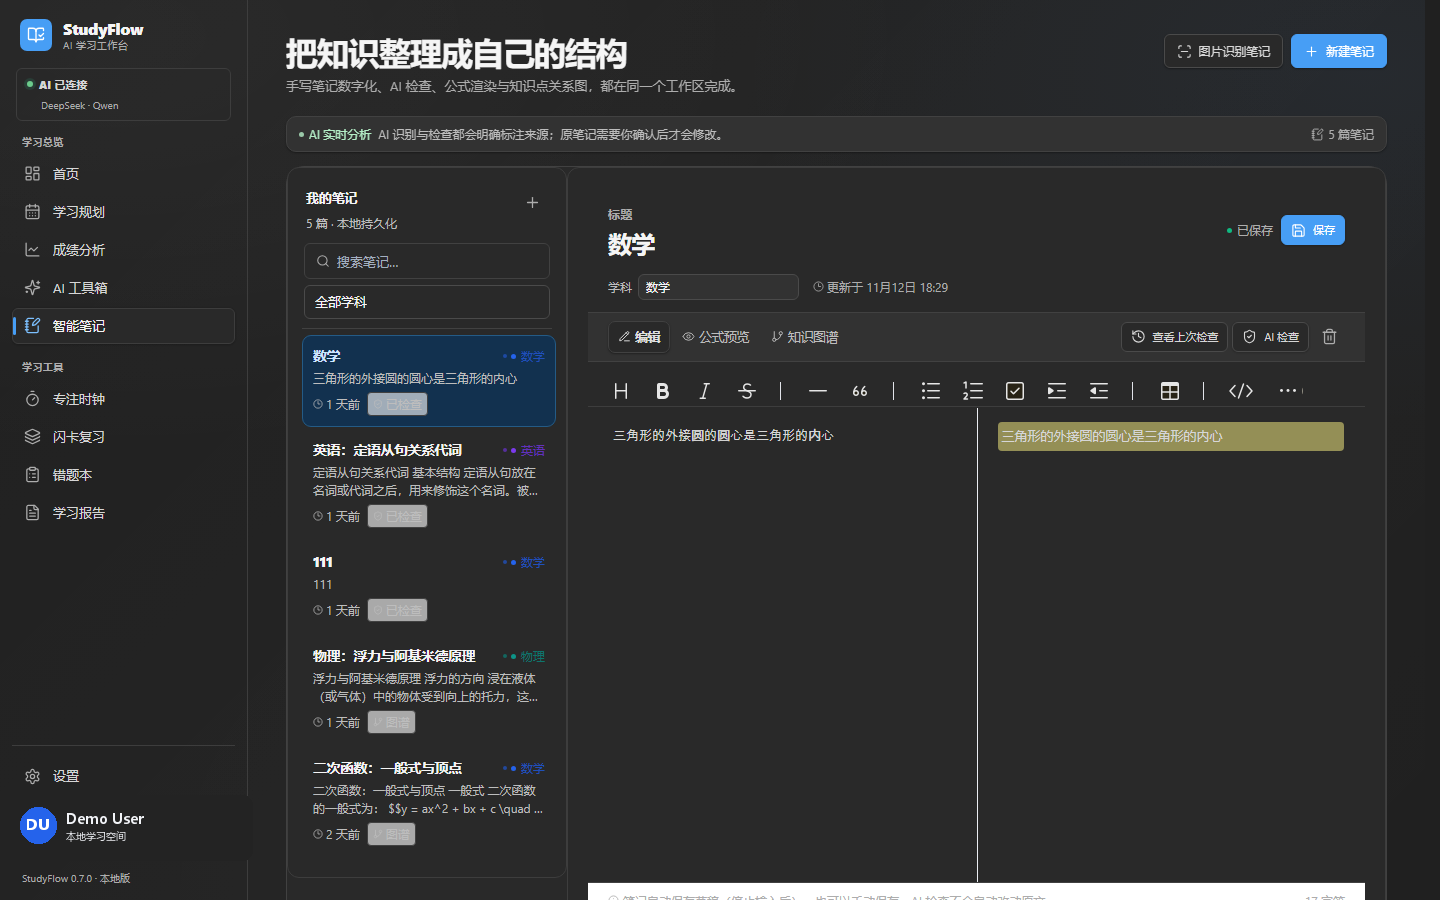 StudyFlow
AI 学习工作台
AI 已连接
DeepSeek · Qwen
学习总览
首页
学习规划
成绩分析
AI 工具箱
智能笔记
学习工具
专注时钟
闪卡复习
错题本
学习报告
设置
DU
Demo User
本地学习空间
StudyFlow 0.7.0 · 本地版
把知识整理成自己的结构
手写笔记数字化、AI 检查、公式渲染与知识点关系图，都在同一个工作区完成。
图片识别笔记
新建笔记
AI 实时分析 AI 识别与检查都会明确标注来源；原笔记需要你确认后才会修改。
5 篇笔记
我的笔记
5 篇 · 本地持久化
搜索笔记...
全部学科
数学 数学
三角形的外接圆的圆心是三角形的内心
1 天前 已检查
英语：定语从句关系代词 英语
定语从句关系代词 基本结构 定语从句放在
名词或代词之后，用来修饰这个名词。被...
1 天前 已检查
111 数学
111
1 天前 已检查
物理：浮力与阿基米德原理 物理
浮力与阿基米德原理 浮力的方向 浸在液体
（或气体）中的物体受到向上的托力，这...
1 天前 图谱
二次函数：一般式与顶点 数学
二次函数：一般式与顶点 一般式 二次函数
的一般式为： $$y = ax^2 + bx + c \quad ...
2 天前 图谱
标题
数学
已保存
保存
学科 数学 更新于 11月12日 18:29
编辑 公式预览 知识图谱
查看上次检查 AI 检查
三角形的外接圆的圆心是三角形的内心
三角形的外接圆的圆心是三角形的内心